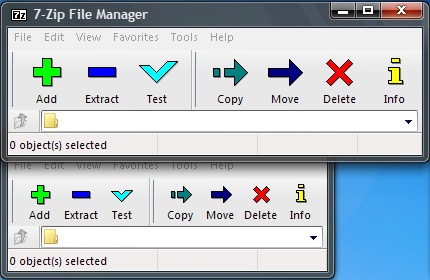 7z 7-Zip File Manager
File Edit View Favorites Tools Help
Add Extract Test Copy Move Delete Info
0 object(s) selected
File Edit View Favorites Tools Help
Add Extract Test Copy Move Delete Info
0 object(s) selected